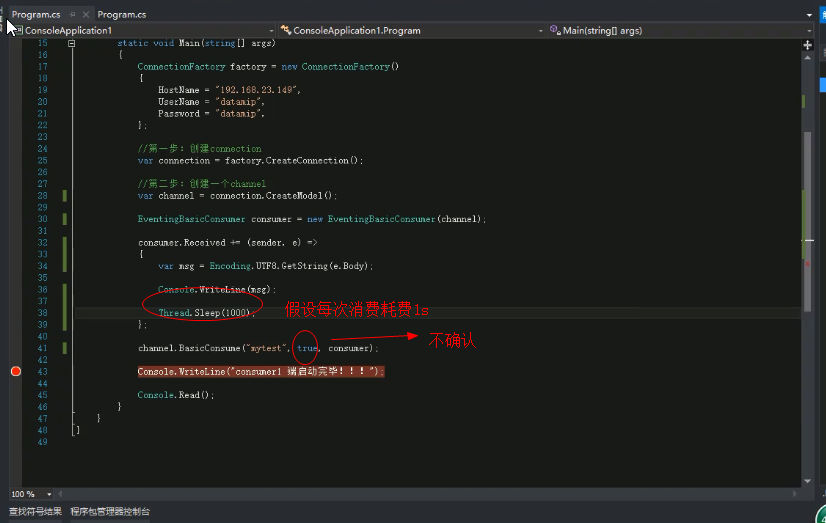 Program.cs Program.cs
ConsoleApplication1 ConsoleApplication1.Program Main(string[] args)
15 static void Main(string[] args)
16 {
17 ConnectionFactory factory = new ConnectionFactory()
18 {
19 HostName = "192.168.23.149",
20 UserName = "datamip",
21 Password = "datamip",
22 };
23
24 //第一步：创建connection
25 var connection = factory.CreateConnection();
26
27 //第二步：创建一个channel
28 var channel = connection.CreateModel();
29
30 EventingBasicConsumer consumer = new EventingBasicConsumer(channel);
31
32 consumer.Received += (sender, e) =>
33 {
34 var msg = Encoding.UTF8.GetString(e.Body);
35
36 Console.WriteLine(msg);
37
38 Thread.Sleep(1000); 假设每次消费耗费1s
39 };
40
41 channel.BasicConsume("mytest", true, consumer); 不确认
42
43 Console.WriteLine("consumer1 端启动完毕！！！");
44
45 Console.Read();
46 }
47 }
48 }
49
100 %
查找符号结果 程序包管理器控制台